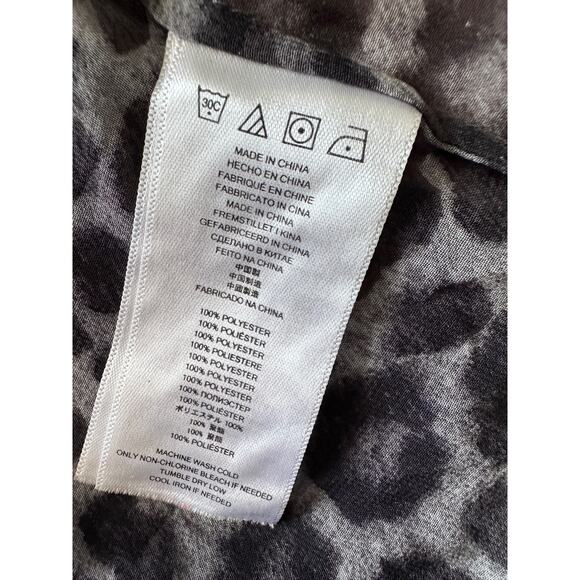 30C
MADE IN CHINA
HECHO EN CHINA
FABRIQUÉ EN CHINE
FABBRICATO IN CINA
MADE IN CHINA
FREMSTILLET I KINA
GEFABRICEERD IN CHINA
СДЕЛАНО В КИТАЕ
FEITO NA CHINA
中国製
中国制造
中國製造
FABRICADO NA CHINA
100% POLYESTER
100% POLIÉSTER
100% POLYESTER
100% POLIESTERE
100% POLYESTER
100% POLYESTER
100% POLYESTER
100% ПОЛИЭСТЕР
100% POLIÉSTER
ポリエステル 100%
100% 聚酯
100% 聚酯
100% POLIÉSTER
MACHINE WASH COLD
ONLY NON-CHLORINE BLEACH IF NEEDED
TUMBLE DRY LOW
COOL IRON IF NEEDED